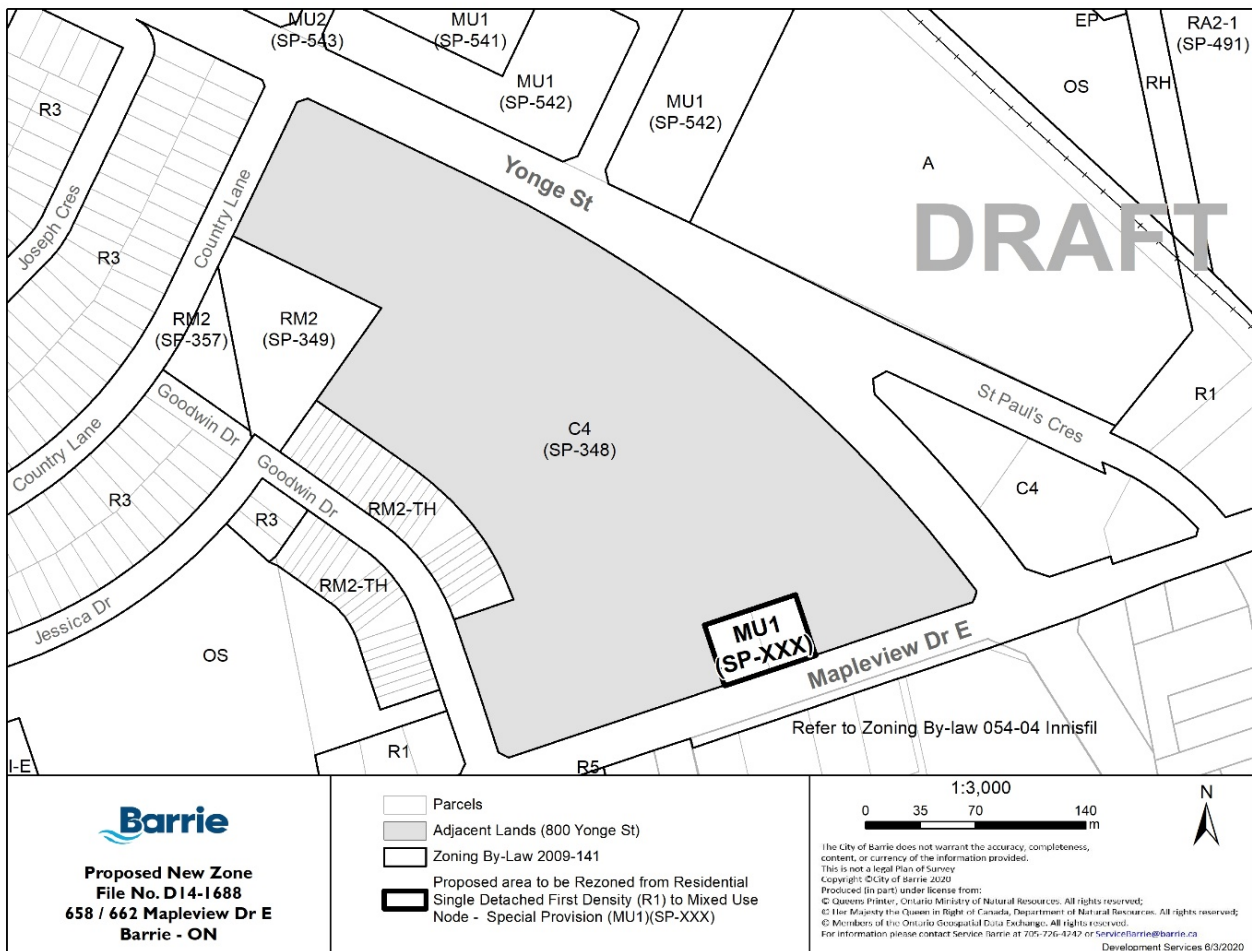 MU2
(SP-543)
MU1
(SP-541)
EP
RA2-1
(SP-491)
MU1
(SP-542)
MU1
(SP-542)
OS
RH
R3
Yonge St
A
DRAFT
Joseph Cres
R3
Country Lane
RM2
(SP-357)
RM2
(SP-349)
St Paul's Cres
R1
Goodwin Dr
C4
(SP-348)
Country Lane
Goodwin Dr
R3
RM2-TH
C4
R3
RM2-TH
Jessica Dr
MU1
(SP-XXX)
Mapleview Dr E
OS
Refer to Zoning By-law 054-04 Innisfil
R1
I-E
R5
Barrie
Proposed New Zone
File No. D14-1688
658 / 662 Mapleview Dr E
Barrie - ON
Parcels
Adjacent Lands (800 Yonge St)
Zoning By-Law 2009-141
Proposed area to be Rezoned from Residential
Single Detached First Density (R1) to Mixed Use
Node - Special Provision (MU1)(SP-XXX)
1:3,000
0 35 70 140
m
N
The City of Barrie does not warrant the accuracy, completeness,
content, or currency of the information provided.
This is not a legal Plan of Survey
Copyright ©City of Barrie 2020
Produced (in part) under license from:
© Queens Printer, Ontario Ministry of Natural Resources. All rights reserved;
© Her Majesty the Queen in Right of Canada, Department of Natural Resources. All rights reserved;
© Members of the Ontario Geospatial Data Exchange. All rights reserved.
For information please contact Service Barrie at 705-726-4242 or ServiceBarrie@barrie.ca
Development Services 6/3/2020